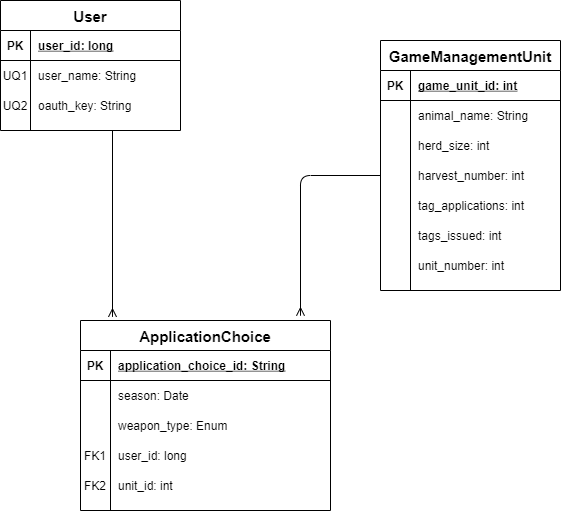 User
PK user_id: long
UQ1 user_name: String
UQ2 oauth_key: String
GameManagementUnit
PK game_unit_id: int
animal_name: String
herd_size: int
harvest_number: int
tag_applications: int
tags_issued: int
unit_number: int
ApplicationChoice
PK application_choice_id: String
season: Date
weapon_type: Enum
FK1 user_id: long
FK2 unit_id: int